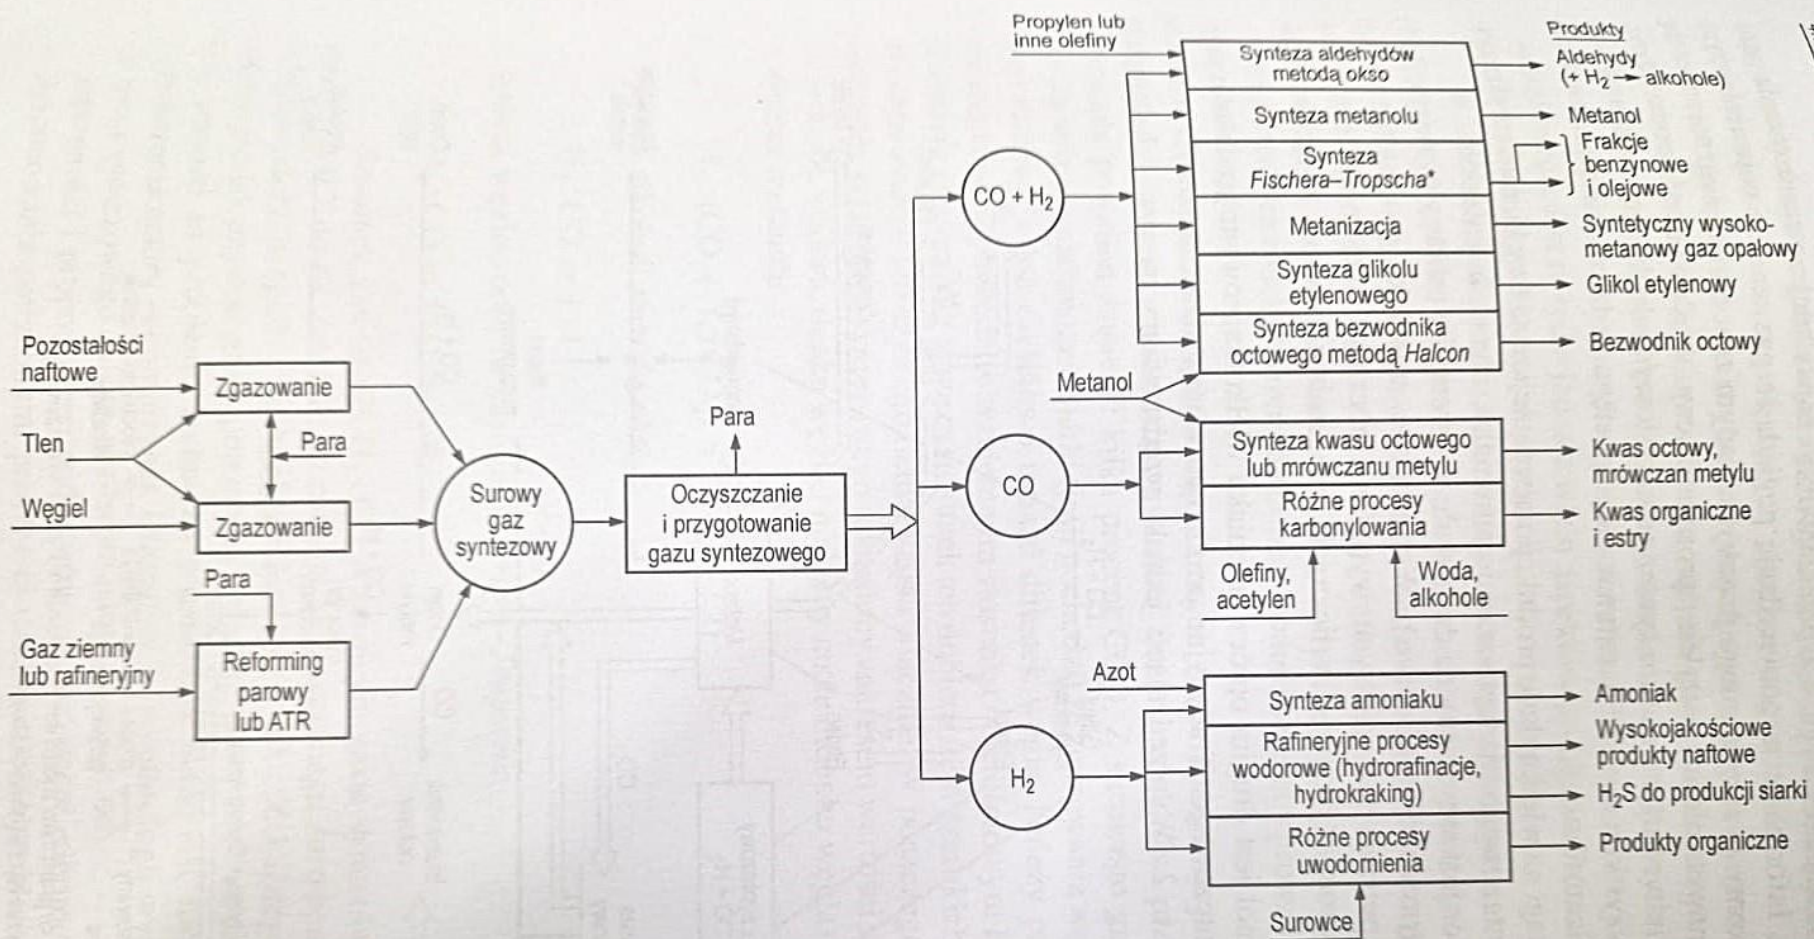 Pozostałości
naftowe
Zgazowanie
Tlen
Para
Węgiel
Zgazowanie
Para
Gaz ziemny
lub rafineryjny
Reforming
parowy
lub ATR
Surowy
gaz
syntezowy
Para
Oczyszczanie
i przygotowanie
gazu syntezowego
CO + H₂
CO
H₂
Propylen lub
inne olefiny
Synteza aldehydów
metodą okso
Synteza metanolu
Synteza
Fischera–Tropscha*
Metanizacja
Synteza glikolu
etylenowego
Synteza bezwodnika
octowego metodą Halcon
Produkty
Aldehydy
(+ H₂ → alkohole)
Metanol
Frakcje
benzynowe
i olejowe
Syntetyczny wysoko-
metanowy gaz opałowy
Glikol etylenowy
Bezwodnik octowy
Metanol
Synteza kwasu octowego
lub mrówczanu metylu
Różne procesy
karbonylowania
Kwas octowy,
mrówczan metylu
Kwas organiczne
i estry
Olefiny,
acetylen
Woda,
alkohole
Azot
Synteza amoniaku
Rafineryjne procesy
wodorowe (hydrorafinacje,
hydrokraking)
Różne procesy
uwodornienia
Amoniak
Wysokojakościowe
produkty naftowe
H₂S do produkcji siarki
Produkty organiczne
Surowce